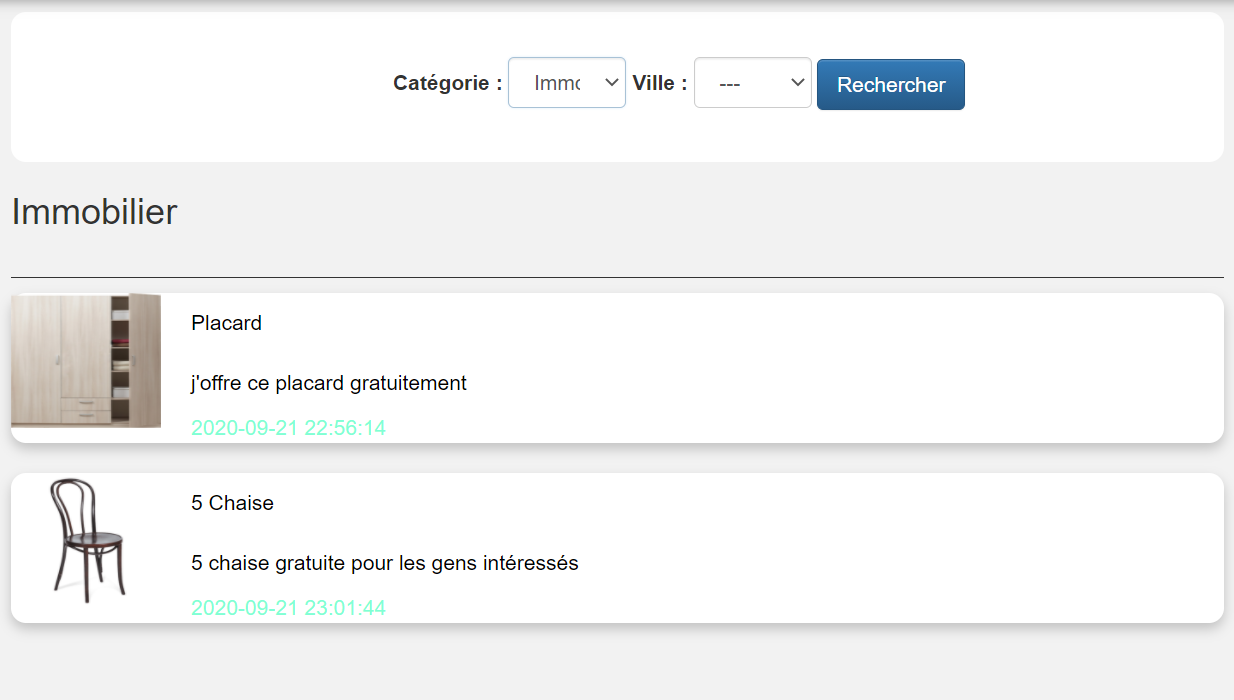 Catégorie : Immo Ville : --- Rechercher
Immobilier
Placard
j'offre ce placard gratuitement
2020-09-21 22:56:14
5 Chaise
5 chaise gratuite pour les gens intéressés
2020-09-21 23:01:44